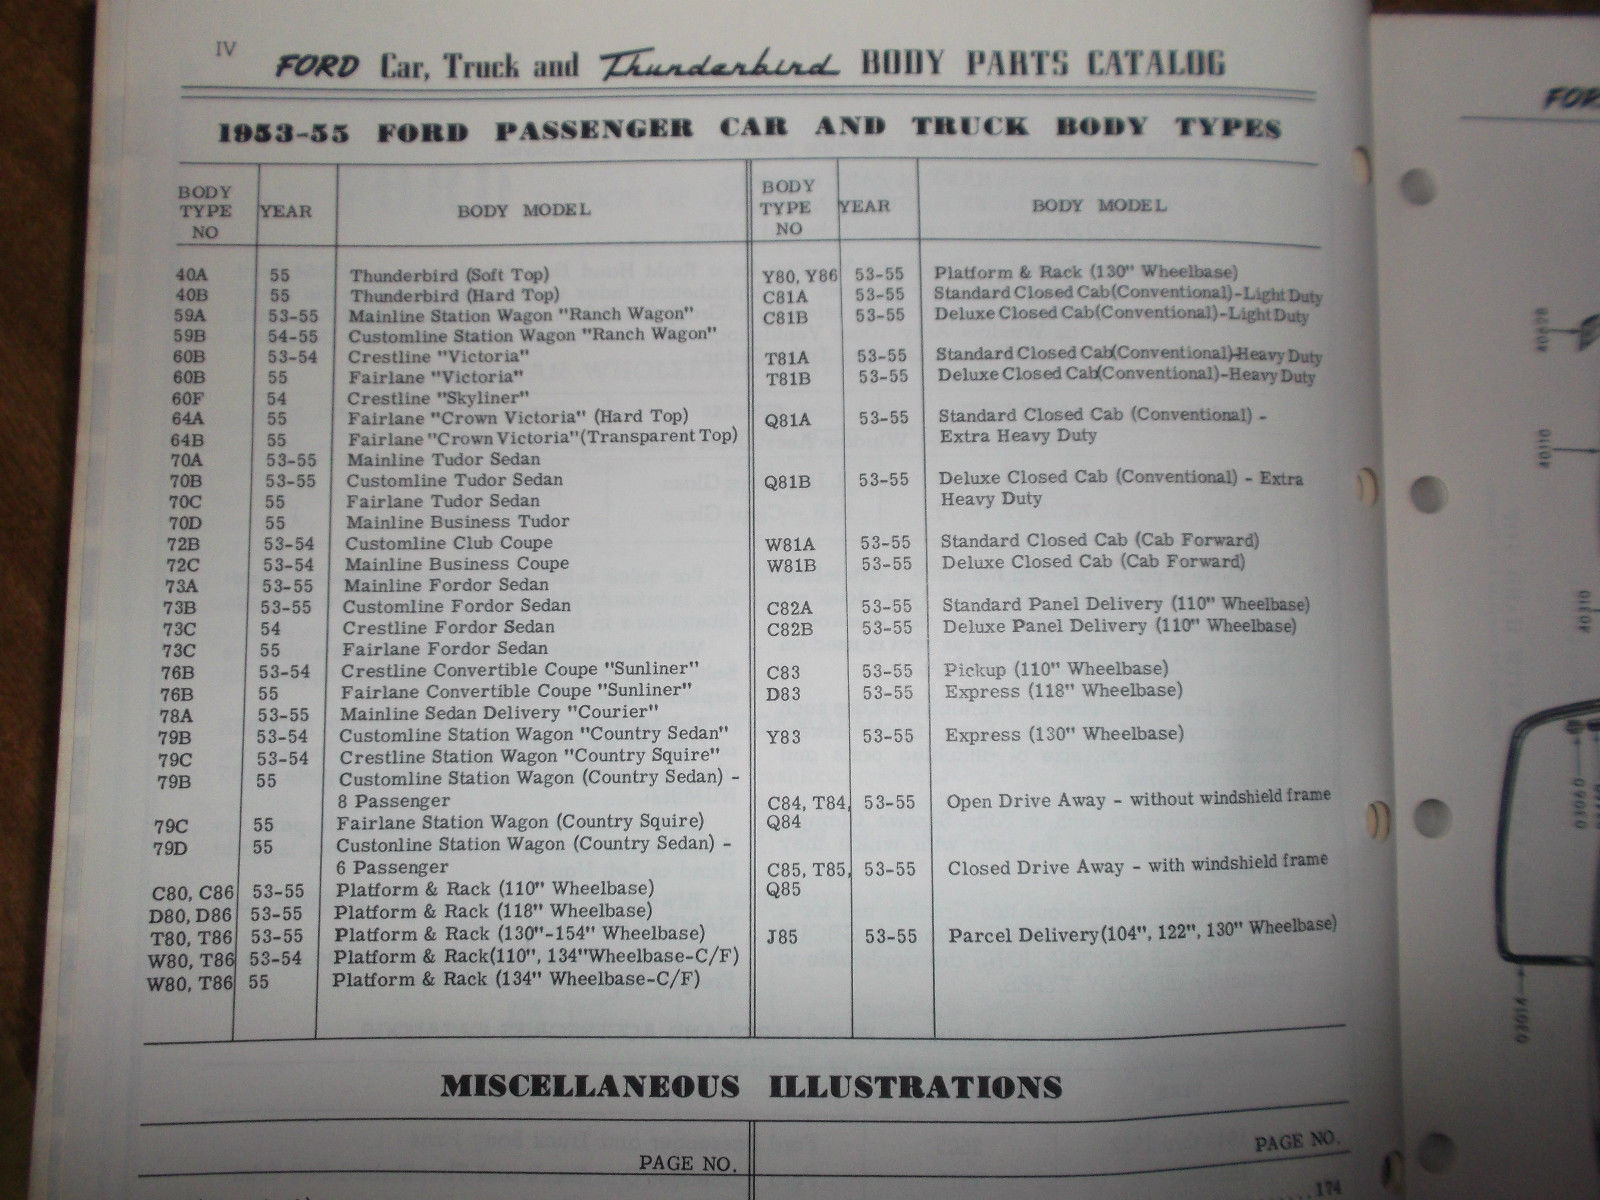 IV
FORD Car, Truck and Thunderbird BODY PARTS CATALOG
1953-55 FORD PASSENGER CAR AND TRUCK BODY TYPES
BODY TYPE NO YEAR BODY MODEL
40A 55 Thunderbird (Soft Top)
40B 55 Thunderbird (Hard Top)
59A 53-55 Mainline Station Wagon "Ranch Wagon"
59B 54-55 Customline Station Wagon "Ranch Wagon"
60B 53-54 Crestline "Victoria"
60B 55 Fairlane "Victoria"
60F 54 Crestline "Skyliner"
64A 55 Fairlane "Crown Victoria" (Hard Top)
64B 55 Fairlane "Crown Victoria" (Transparent Top)
70A 53-55 Mainline Tudor Sedan
70B 53-55 Customline Tudor Sedan
70C 55 Fairlane Tudor Sedan
70D 55 Mainline Business Tudor
72B 53-54 Customline Club Coupe
72C 53-54 Mainline Business Coupe
73A 53-55 Mainline Fordor Sedan
73B 53-55 Customline Fordor Sedan
73C 54 Crestline Fordor Sedan
73C 55 Fairlane Fordor Sedan
76B 53-54 Crestline Convertible Coupe "Sunliner"
76B 55 Fairlane Convertible Coupe "Sunliner"
78A 53-55 Mainline Sedan Delivery "Courier"
79B 53-54 Customline Station Wagon "Country Sedan"
79C 53-54 Crestline Station Wagon "Country Squire"
79B 55 Customline Station Wagon (Country Sedan) -
8 Passenger
79C 55 Fairlane Station Wagon (Country Squire)
79D 55 Custonline Station Wagon (Country Sedan) -
6 Passenger
C80, C86 53-55 Platform & Rack (110" Wheelbase)
D80, D86 53-55 Platform & Rack (118" Wheelbase)
T80, T86 53-55 Platform & Rack (130"-154" Wheelbase)
W80, T86 53-54 Platform & Rack(110", 134"Wheelbase-C/F)
W80, T86 55 Platform & Rack (134" Wheelbase-C/F)
BODY TYPE NO YEAR BODY MODEL
Y80, Y86 53-55 Platform & Rack (130" Wheelbase)
C81A 53-55 Standard Closed Cab(Conventional)-Light Duty
C81B 53-55 Deluxe Closed Cab(Conventional)-Light Duty
T81A 53-55 Standard Closed Cab(Conventional)-Heavy Duty
T81B 53-55 Deluxe Closed Cab(Conventional)-Heavy Duty
Q81A 53-55 Standard Closed Cab (Conventional) -
Extra Heavy Duty
Q81B 53-55 Deluxe Closed Cab (Conventional) - Extra
Heavy Duty
W81A 53-55 Standard Closed Cab (Cab Forward)
W81B 53-55 Deluxe Closed Cab (Cab Forward)
C82A 53-55 Standard Panel Delivery (110" Wheelbase)
C82B 53-55 Deluxe Panel Delivery (110" Wheelbase)
C83 53-55 Pickup (110" Wheelbase)
D83 53-55 Express (118" Wheelbase)
Y83 53-55 Express (130" Wheelbase)
C84, T84, 53-55 Open Drive Away - without windshield frame
Q84
C85, T85, 53-55 Closed Drive Away - with windshield frame
Q85
J85 53-55 Parcel Delivery(104", 122", 130" Wheelbase)
MISCELLANEOUS ILLUSTRATIONS
PAGE NO.
PAGE NO.
174
40110
40310
03060